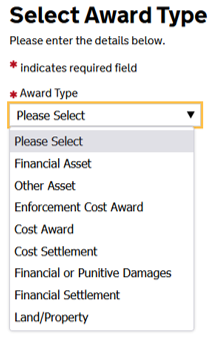 Select Award Type
Please enter the details below.
* indicates required field
* Award Type
Please Select
Please Select
Financial Asset
Other Asset
Enforcement Cost Award
Cost Award
Cost Settlement
Financial or Punitive Damages
Financial Settlement
Land/Property